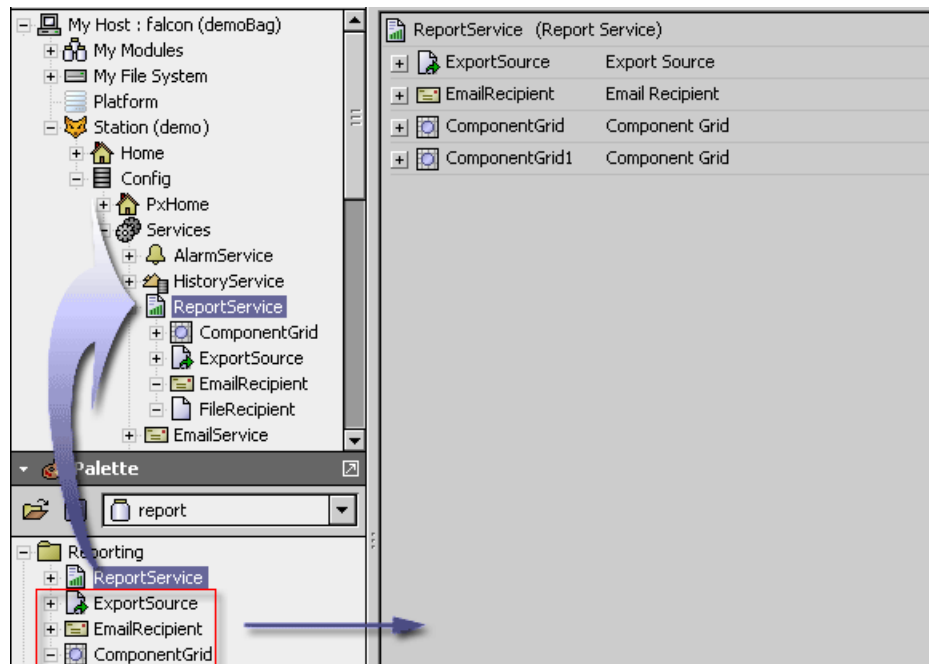 My Host : falcon (demoBag)
My Modules
My File System
Platform
Station (demo)
Home
Config
PxHome
Services
AlarmService
HistoryService
ReportService
ComponentGrid
ExportSource
EmailRecipient
FileRecipient
EmailService
Palette
report
Reporting
ReportService
ExportSource
EmailRecipient
ComponentGrid
ReportService (Report Service)
ExportSource Export Source
EmailRecipient Email Recipient
ComponentGrid Component Grid
ComponentGrid1 Component Grid